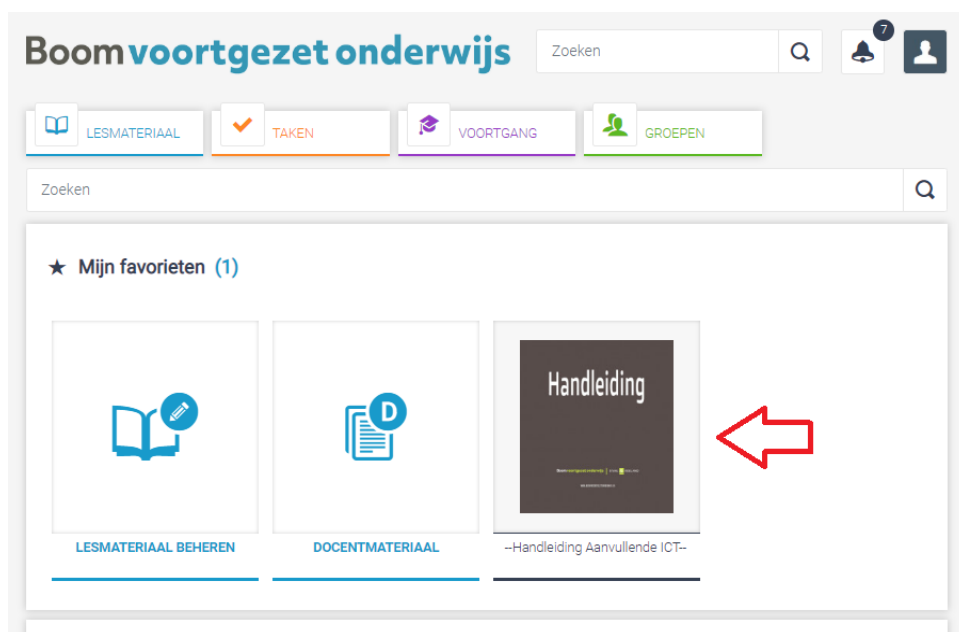 Boom voortgezet onderwijs
Zoeken
7
LESMATERIAAL
TAKEN
VOORTGANG
GROEPEN
Zoeken
Mijn favorieten (1)
Handleiding
D
LESMATERIAAL BEHEREN
DOCENTMATERIAAL
--Handleiding Aanvullende ICT--